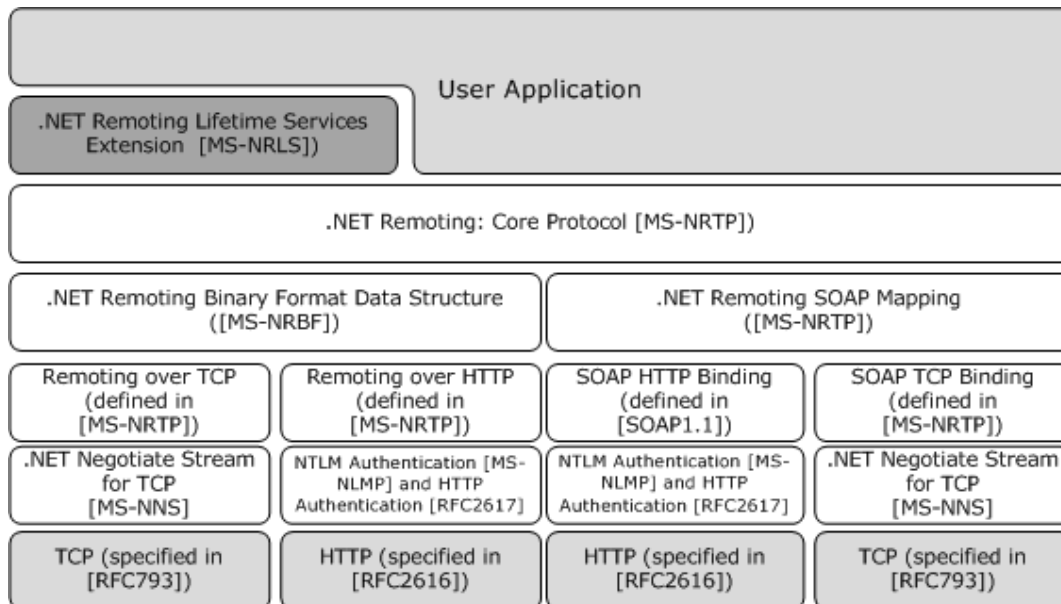 User Application
.NET Remoting Lifetime Services
Extension [MS-NRLS])
.NET Remoting: Core Protocol [MS-NRTP])
.NET Remoting Binary Format Data Structure
([MS-NRBF])
.NET Remoting SOAP Mapping
([MS-NRTP])
Remoting over TCP
(defined in
[MS-NRTP])
Remoting over HTTP
(defined in
[MS-NRTP])
SOAP HTTP Binding
(defined in
[SOAP1.1])
SOAP TCP Binding
(defined in
[MS-NRTP])
.NET Negotiate Stream
for TCP
[MS-NNS]
NTLM Authentication [MS-
NLMP] and HTTP
Authentication [RFC2617]
NTLM Authentication [MS-
NLMP] and HTTP
Authentication [RFC2617]
.NET Negotiate Stream
for TCP
[MS-NNS]
TCP (specified in
[RFC793])
HTTP (specified in
[RFC2616])
HTTP (specified in
[RFC2616])
TCP (specified in
[RFC793])